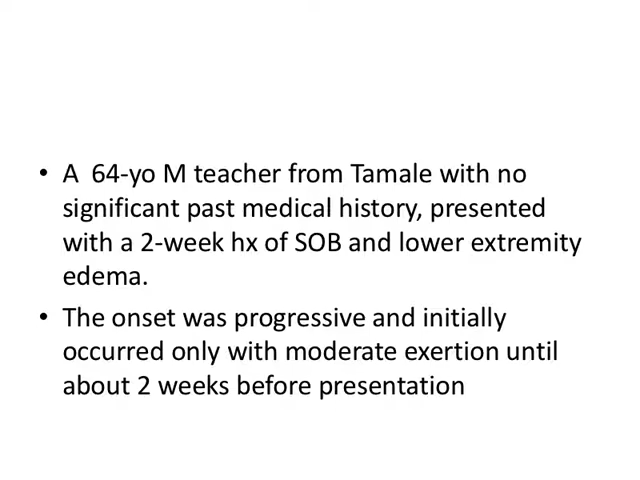 • A 64-yo M teacher from Tamale with no
significant past medical history, presented
with a 2-week hx of SOB and lower extremity
edema.
• The onset was progressive and initially
occurred only with moderate exertion until
about 2 weeks before presentation